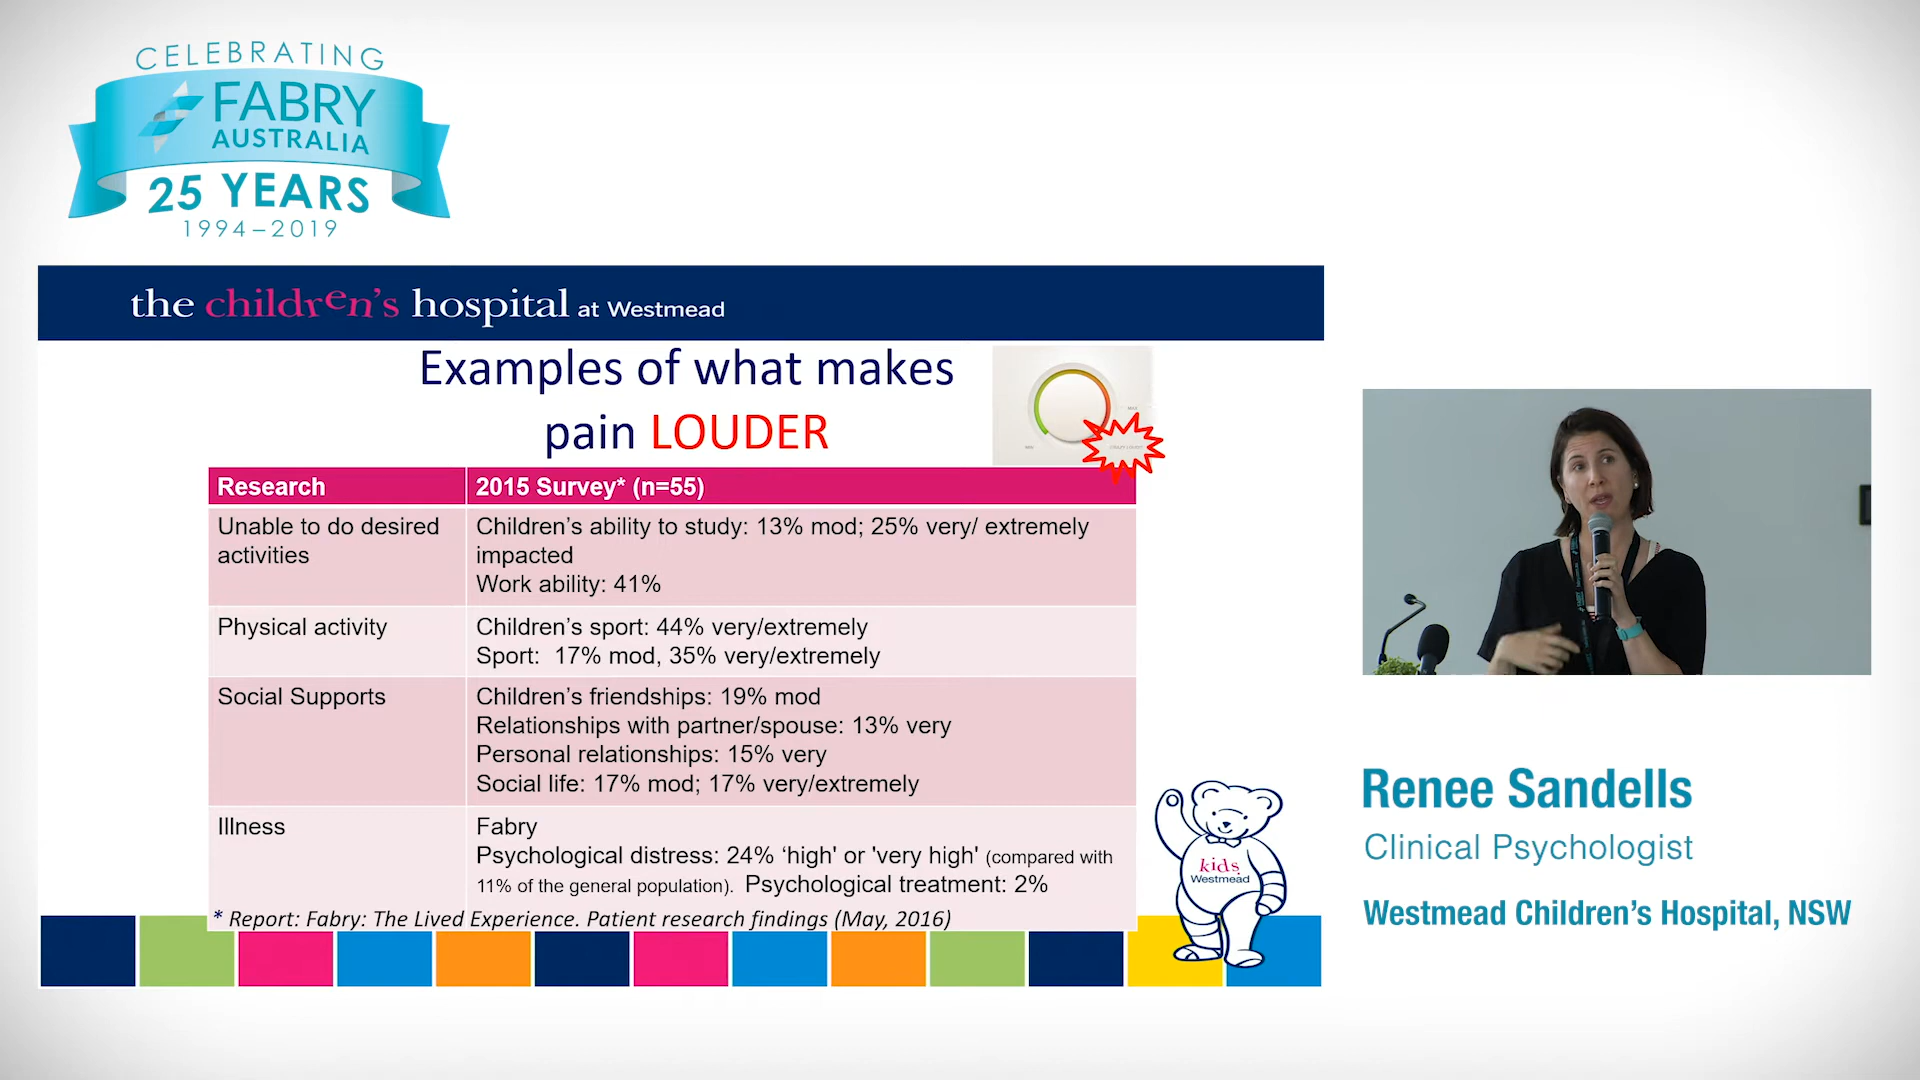 CELEBRATING
FABRY
AUSTRALIA
25 YEARS
1994–2019
the children's hospital at Westmead
Examples of what makes
pain LOUDER
MIN
MAX
Research
2015 Survey* (n=55)
Unable to do desired
activities
Children's ability to study: 13% mod; 25% very/ extremely
impacted
Work ability: 41%
Physical activity
Children's sport: 44% very/extremely
Sport:  17% mod, 35% very/extremely
Social Supports
Children's friendships: 19% mod
Relationships with partner/spouse: 13% very
Personal relationships: 15% very
Social life: 17% mod; 17% very/extremely
Illness
Fabry
Psychological distress: 24% ‘high' or 'very high' (compared with
11% of the general population).  Psychological treatment: 2%
* Report: Fabry: The Lived Experience. Patient research findings (May, 2016)
kids
Westmead
Renee Sandells
Clinical Psychologist
Westmead Children's Hospital, NSW